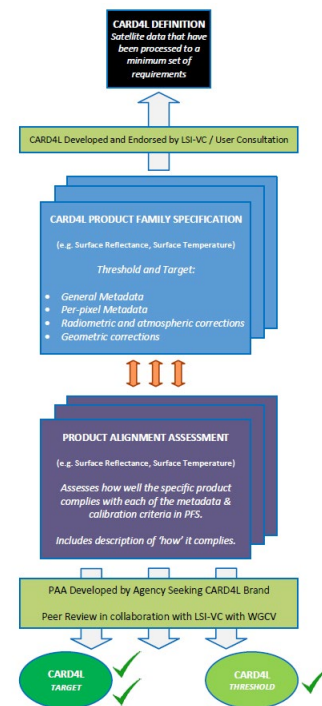 CARD4L DEFINITION
Satellite data that have
been processed to a
minimum set of
requirements
CARD4L Developed and Endorsed by LSI-VC / User Consultation
CARD4L PRODUCT FAMILY SPECIFICATION
(e.g. Surface Reflectance, Surface Temperature)
Threshold and Target:
• General Metadata
• Per-pixel Metadata
• Radiometric and atmospheric corrections
• Geometric corrections
PRODUCT ALIGNMENT ASSESSMENT
(e.g. Surface Reflectance, Surface Temperature)
Assesses how well the specific product
complies with each of the metadata &
calibration criteria in PFS.
Includes description of ‘how’ it complies.
PAA Developed by Agency Seeking CARD4L Brand
Peer Review in collaboration with LSI-VC with WGCV
CARD4L
TARGET
CARD4L
THRESHOLD